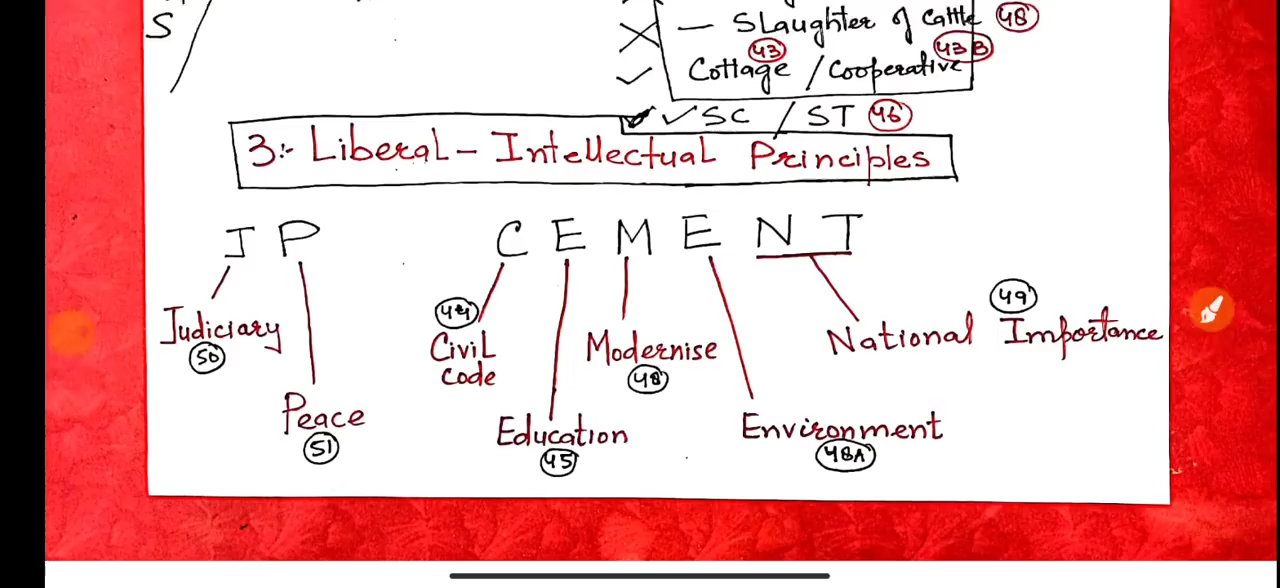 S
— Slaughter of Cattle 48
43 43B
Cottage / Cooperative
SC / ST 46
3:- Liberal - Intellectual Principles
J P C E M E N T
Judiciary
50
Peace
51
44
Civil
code
Education
45
Modernise
48
Environment
48A
49
National Importance